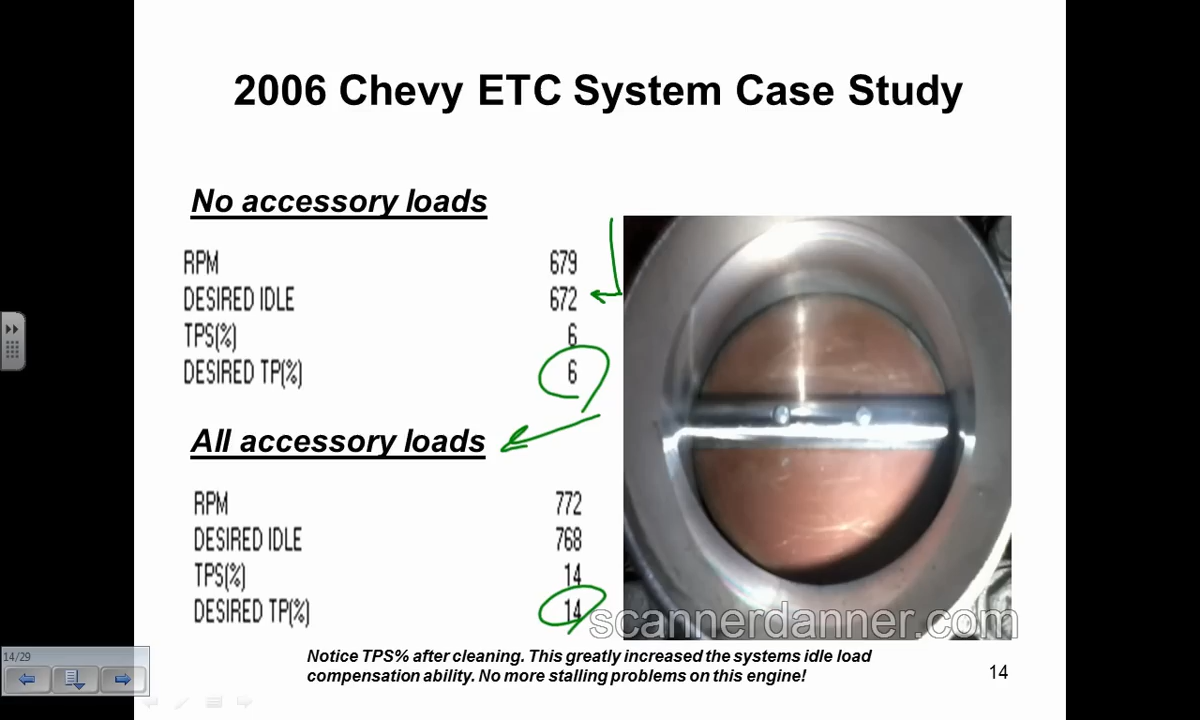 2006 Chevy ETC System Case Study
No accessory loads
RPM 679
DESIRED IDLE 672
TPS(%) 6
DESIRED TP(%) 6
All accessory loads
RPM 772
DESIRED IDLE 768
TPS(%) 14
DESIRED TP(%) 14
scannerdanner.com
Notice TPS% after cleaning. This greatly increased the systems idle load
compensation ability. No more stalling problems on this engine!
14
14/29